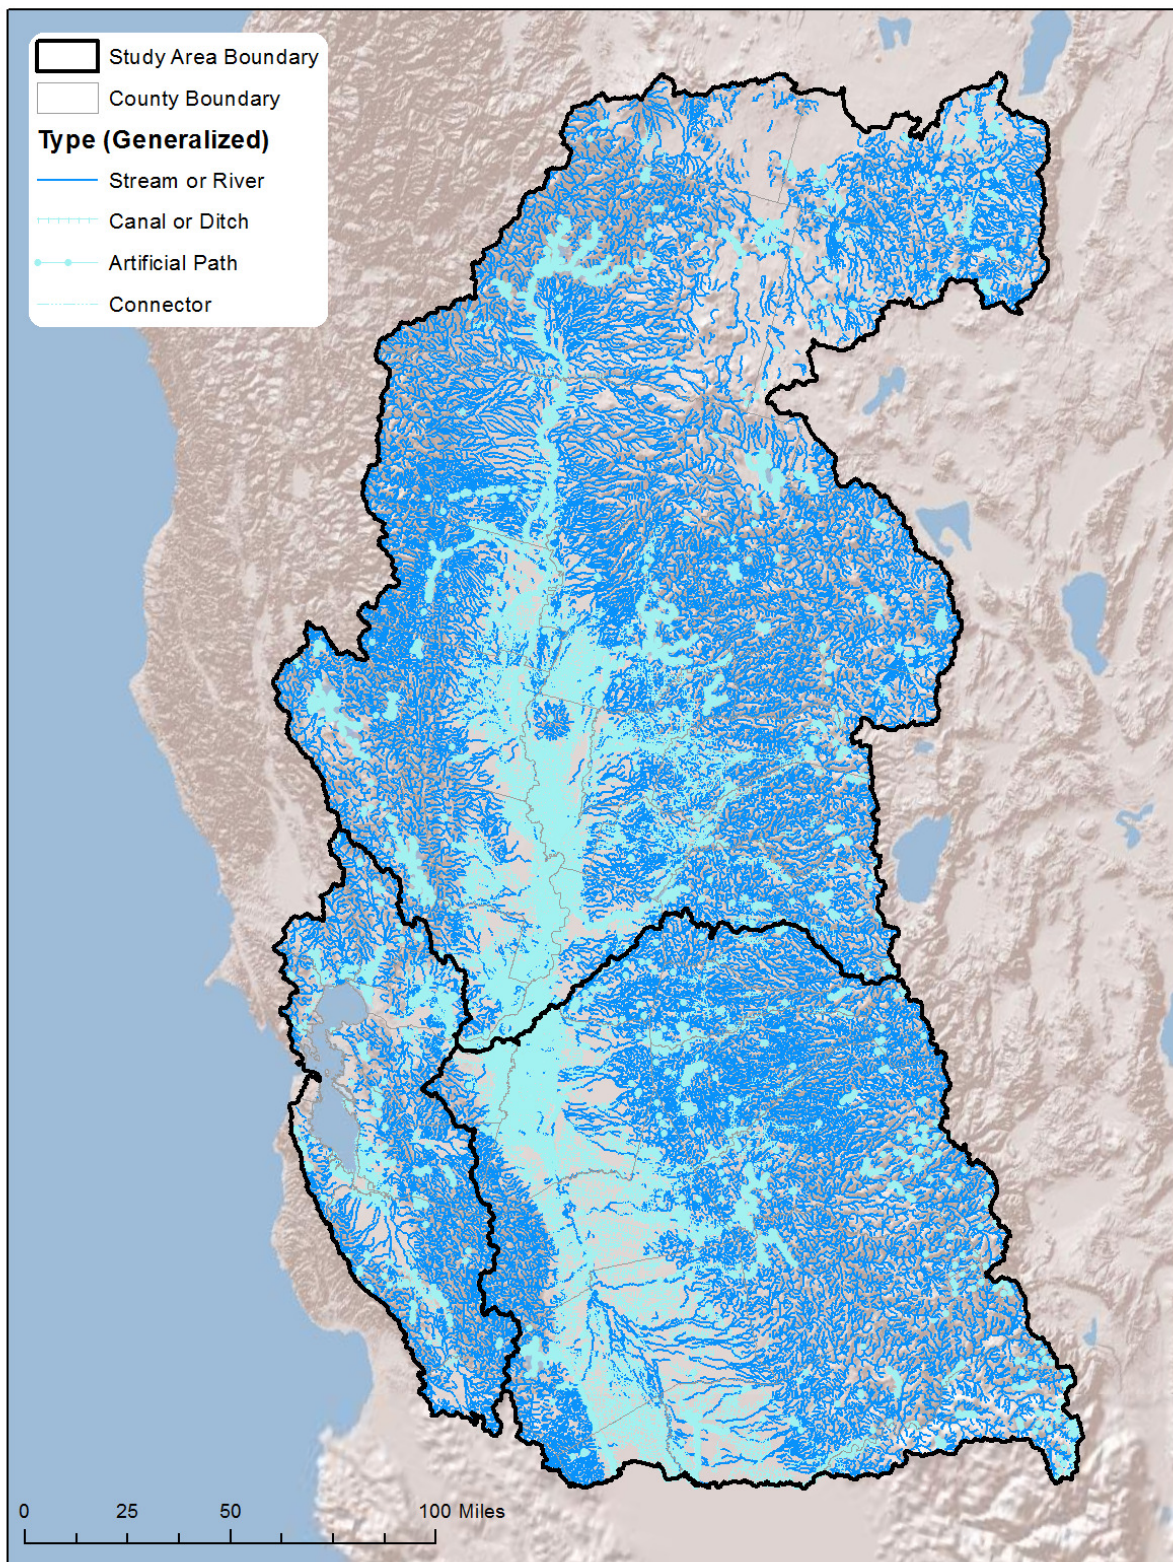 Study Area Boundary
County Boundary
Type (Generalized)
Stream or River
Canal or Ditch
Artificial Path
Connector
0 25 50 100 Miles